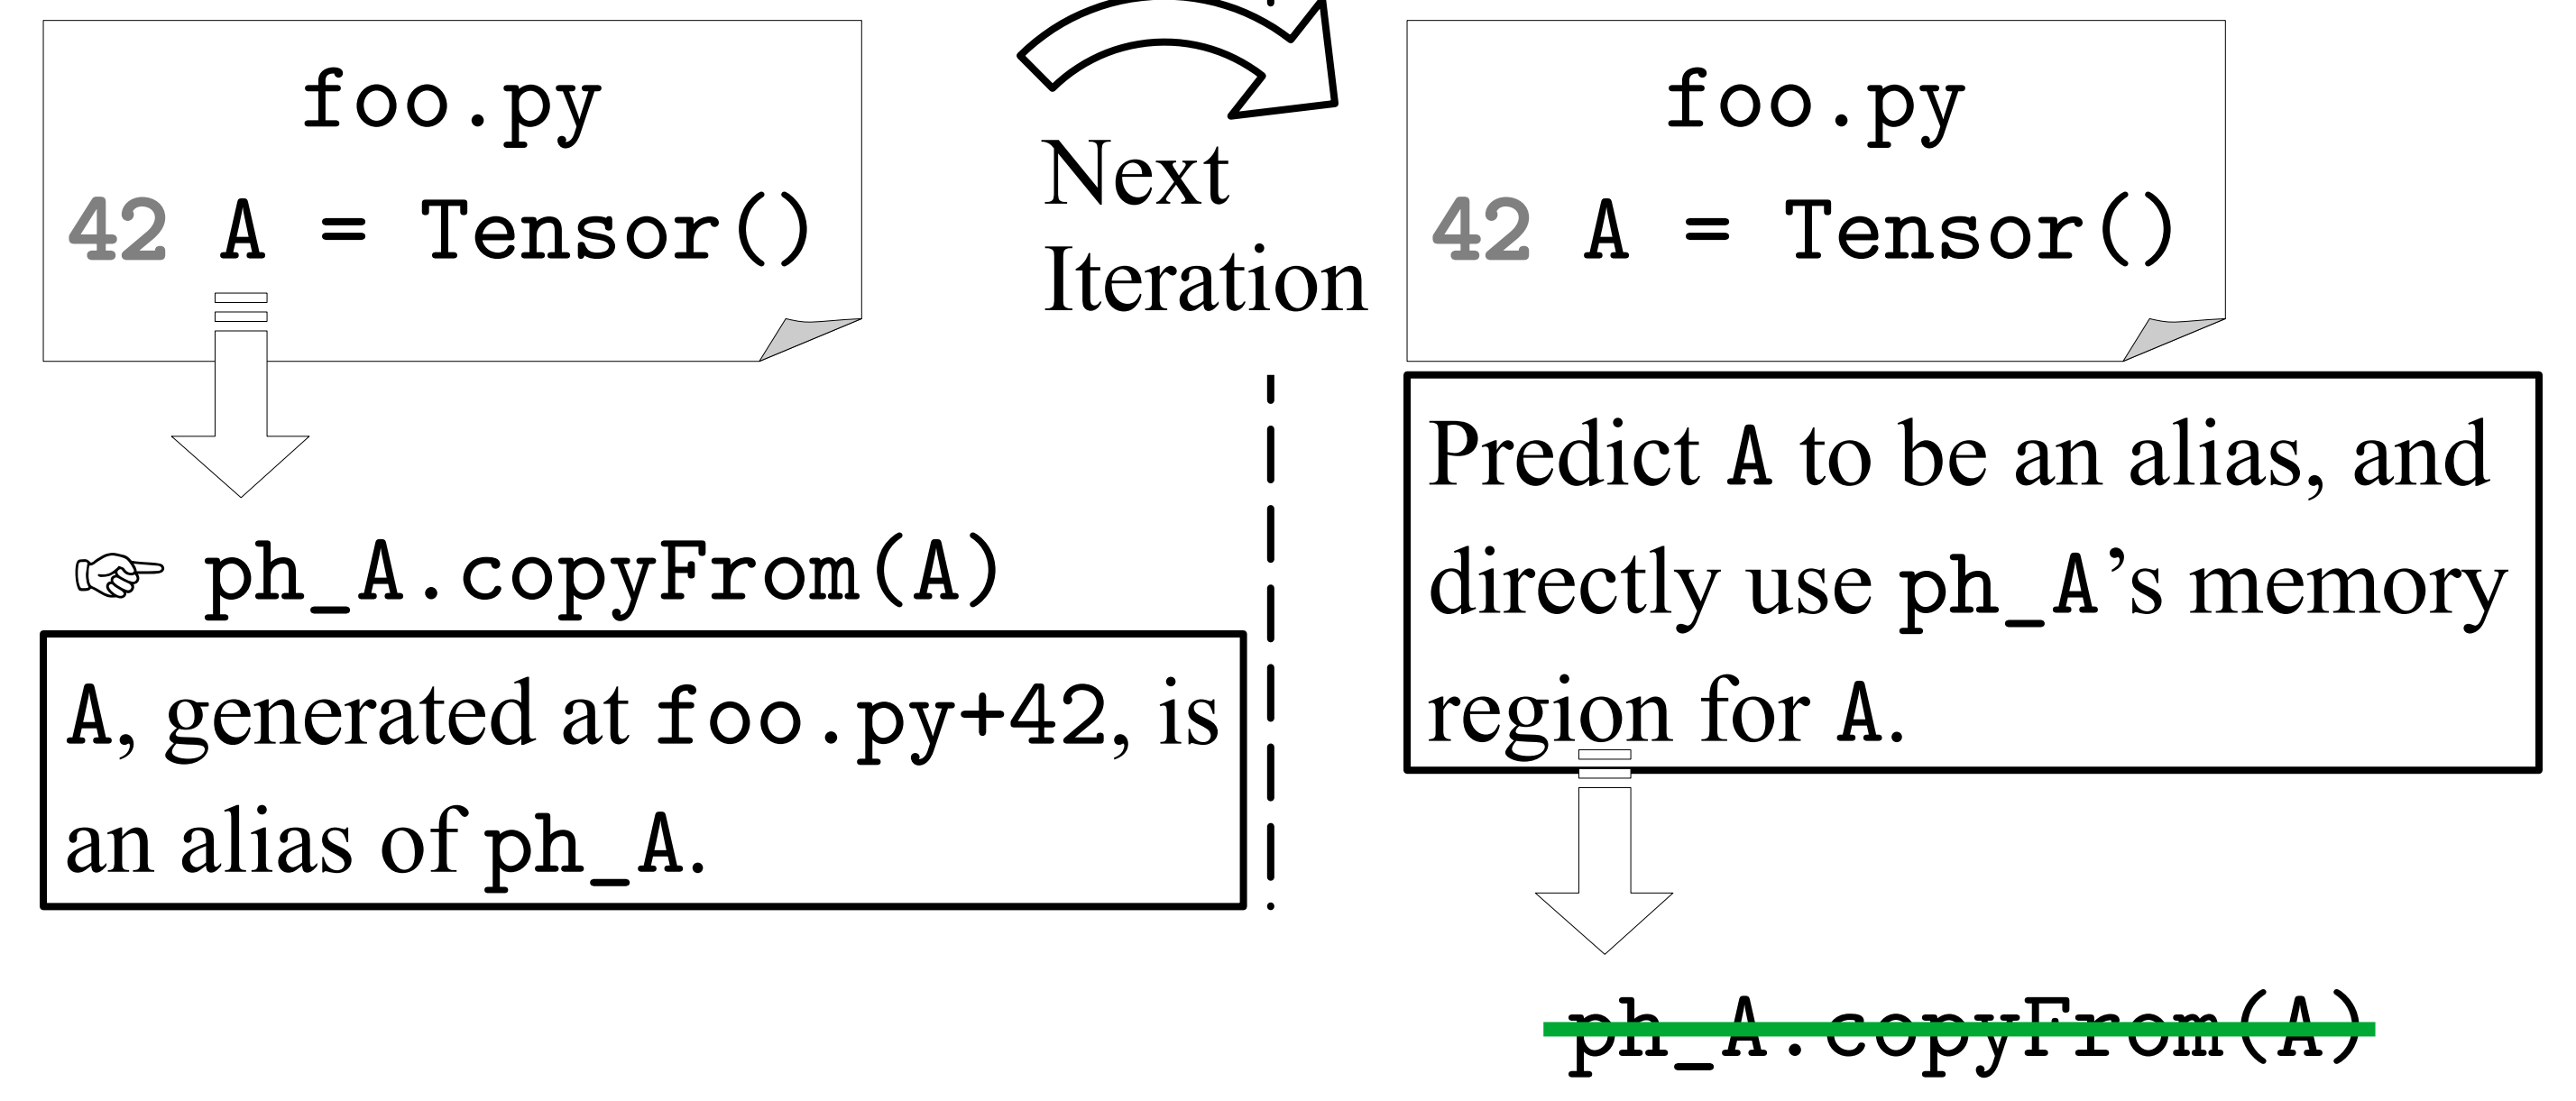 foo.py
42 A = Tensor()
ph_A.copyFrom(A)
A, generated at foo.py+42, is
an alias of ph_A.
Next
Iteration
foo.py
42 A = Tensor()
Predict A to be an alias, and
directly use ph_A’s memory
region for A.
ph_A.copyFrom(A)